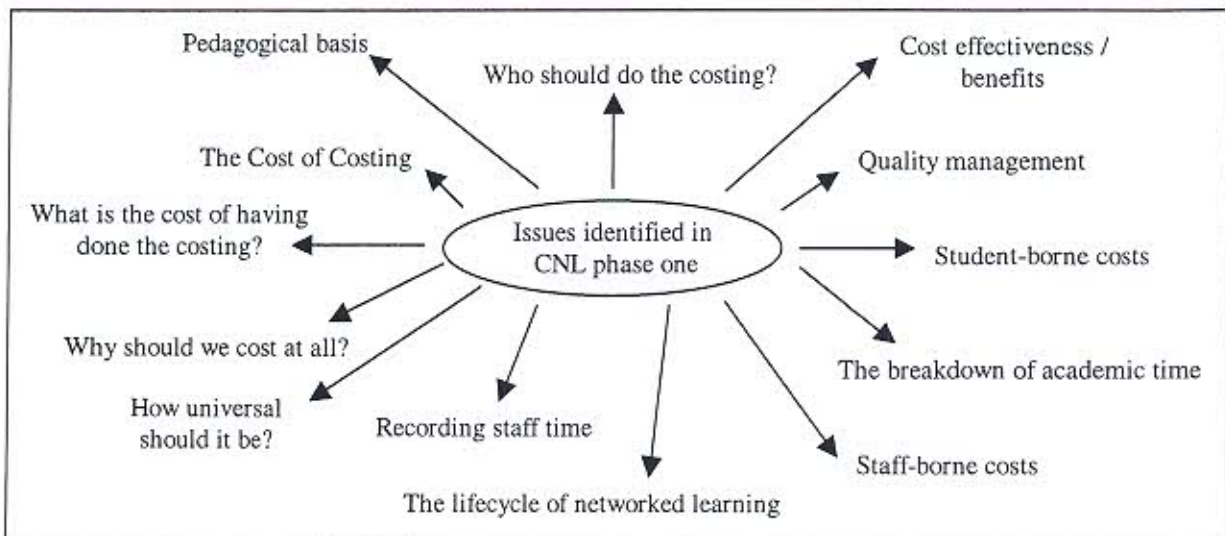 Pedagogical basis
Who should do the costing?
Cost effectiveness /
benefits
The Cost of Costing
Quality management
What is the cost of having
done the costing?
Issues identified in
CNL phase one
Student-borne costs
Why should we cost at all?
The breakdown of academic time
How universal
should it be?
Recording staff time
Staff-borne costs
The lifecycle of networked learning